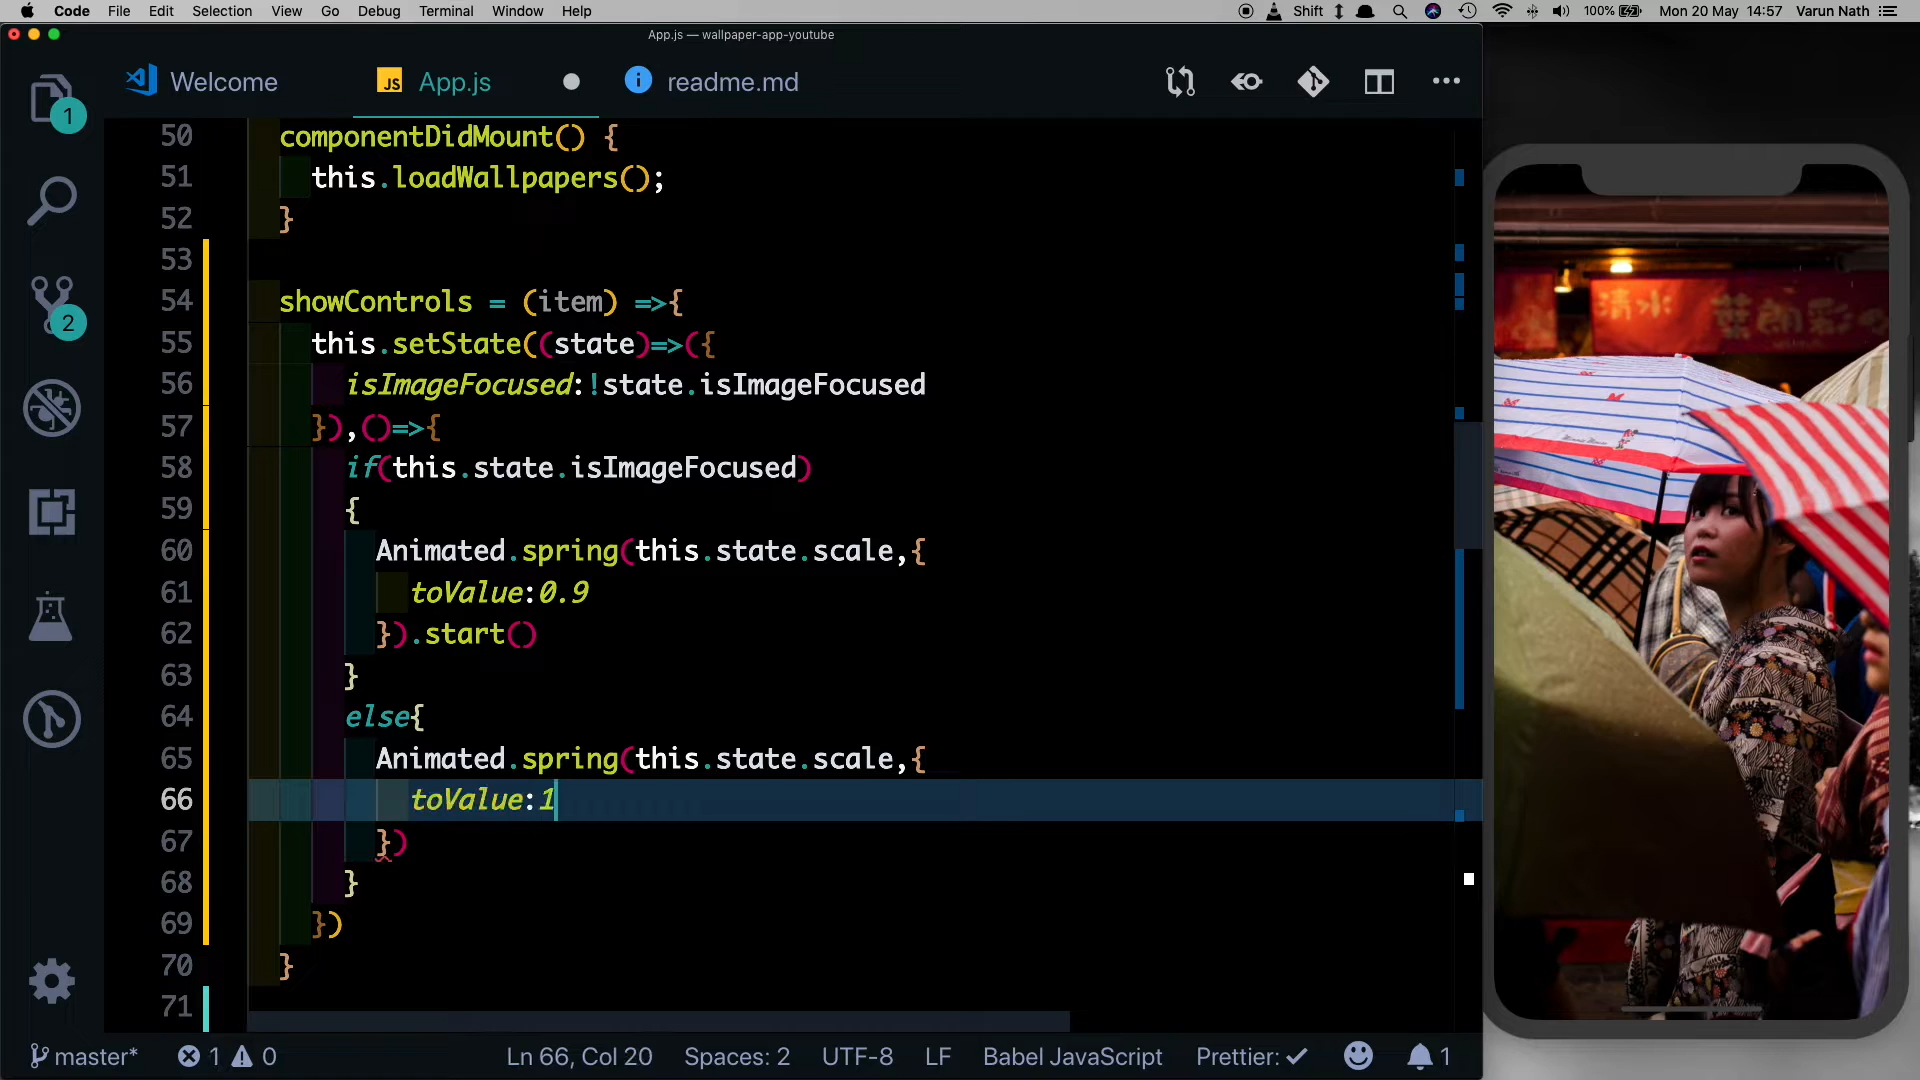 Code File Edit Selection View Go Debug Terminal Window Help Shift 100% Mon 20 May 14:57 Varun Nath
App.js — wallpaper-app-youtube
Welcome JS App.js readme.md
1
2
50 componentDidMount() {
51 this.loadWallpapers();
52 }
53
54 showControls = (item) =>{
55 this.setState((state)=>({
56 isImageFocused:!state.isImageFocused
57 }),()=>{
58 if(this.state.isImageFocused)
59 {
60 Animated.spring(this.state.scale,{
61 toValue:0.9
62 }).start()
63 }
64 else{
65 Animated.spring(this.state.scale,{
66 toValue:1
67 })
68 }
69 })
70 }
71
清水
master* 1 0 Ln 66, Col 20 Spaces: 2 UTF-8 LF Babel JavaScript Prettier: ✓ 1